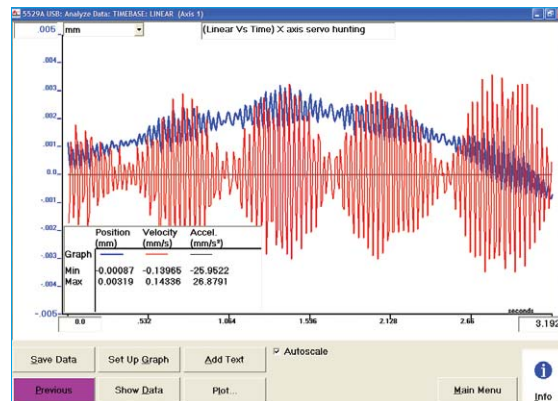 5529A USB: Analyze Data: TIMEBASE: LINEAR (Axis 1)
.005 mm (Linear Vs Time) X axis servo hunting
.004
.003
.002
.001
0.0
-.001
-.002
-.003
-.004
-.005
Position Velocity Accel.
(mm) (mm/s) (mm/s²)
Graph
Min -0.00087 -0.13965 -25.9522
Max 0.00319 0.14336 26.8791
seconds
0.0 .532 1.064 1.596 2.128 2.66 3.192
Save Data Set Up Graph Add Text Autoscale
Previous Show Data Plot... Main Menu Info